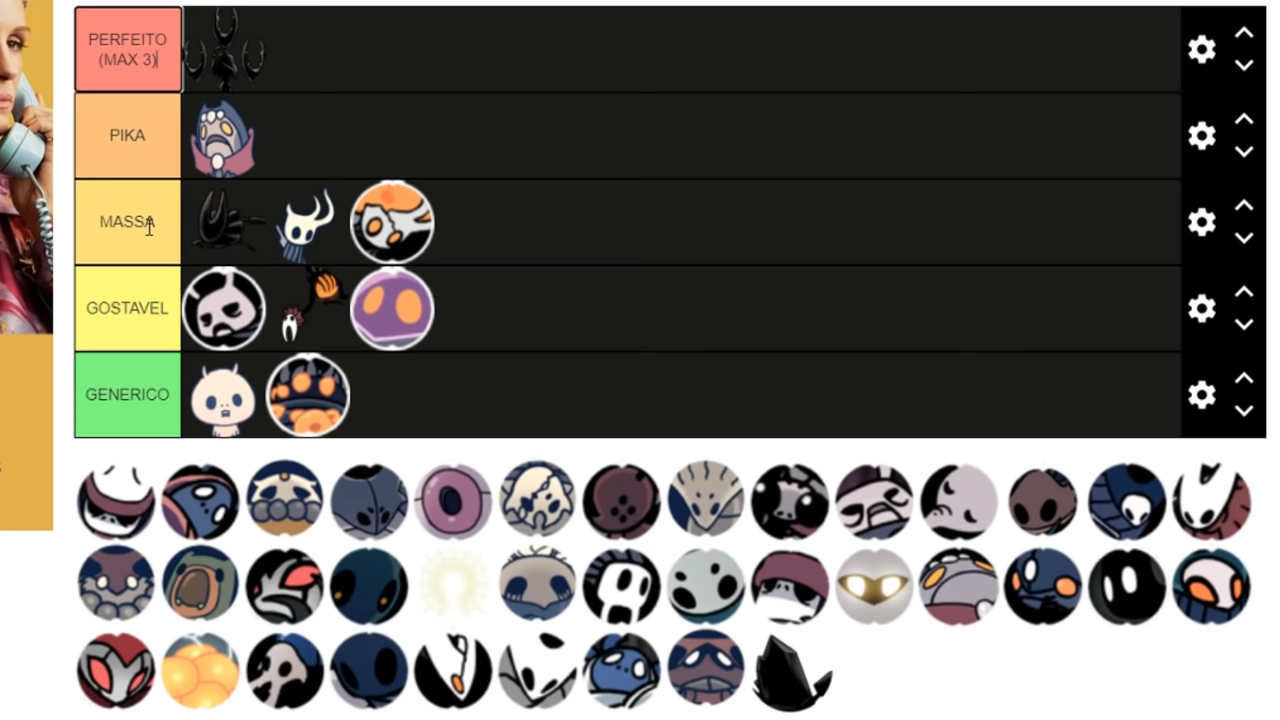 PERFEITO
(MAX 3)
PIKA
MASSA
GOSTAVEL
GENERICO